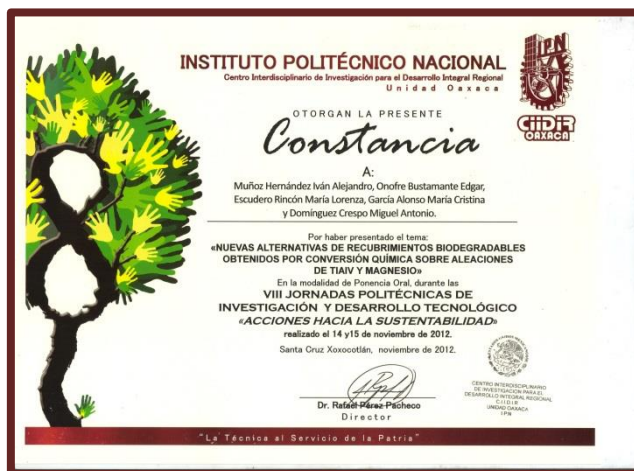 INSTITUTO POLITÉCNICO NACIONAL
Centro Interdisciplinario de Investigación para el Desarrollo Integral Regional
Unidad Oaxaca
IPN
CIIDIR
OAXACA
OTORGAN LA PRESENTE
Constancia
A:
Muñoz Hernández Iván Alejandro, Onofre Bustamante Edgar,
Escudero Rincón María Lorenza, García Alonso María Cristina
y Domínguez Crespo Miguel Antonio.
Por haber presentado el tema:
«NUEVAS ALTERNATIVAS DE RECUBRIMIENTOS BIODEGRADABLES
OBTENIDOS POR CONVERSIÓN QUÍMICA SOBRE ALEACIONES
DE TIAIV Y MAGNESIO»
En la modalidad de Ponencia Oral, durante las
VIII JORNADAS POLITÉCNICAS DE
INVESTIGACIÓN Y DESARROLLO TECNOLÓGICO
«ACCIONES HACIA LA SUSTENTABILIDAD»
realizado el 14 y15 de noviembre de 2012.
Santa Cruz Xoxocotlán, noviembre de 2012.
Dr. Rafael Pérez Pacheco
Director
CENTRO INTERDISCIPLINARIO
DE INVESTIGACIÓN PARA EL
DESARROLLO INTEGRAL REGIONAL
C I I D I R
UNIDAD OAXACA
I P N
"La Técnica al Servicio de la Patria"